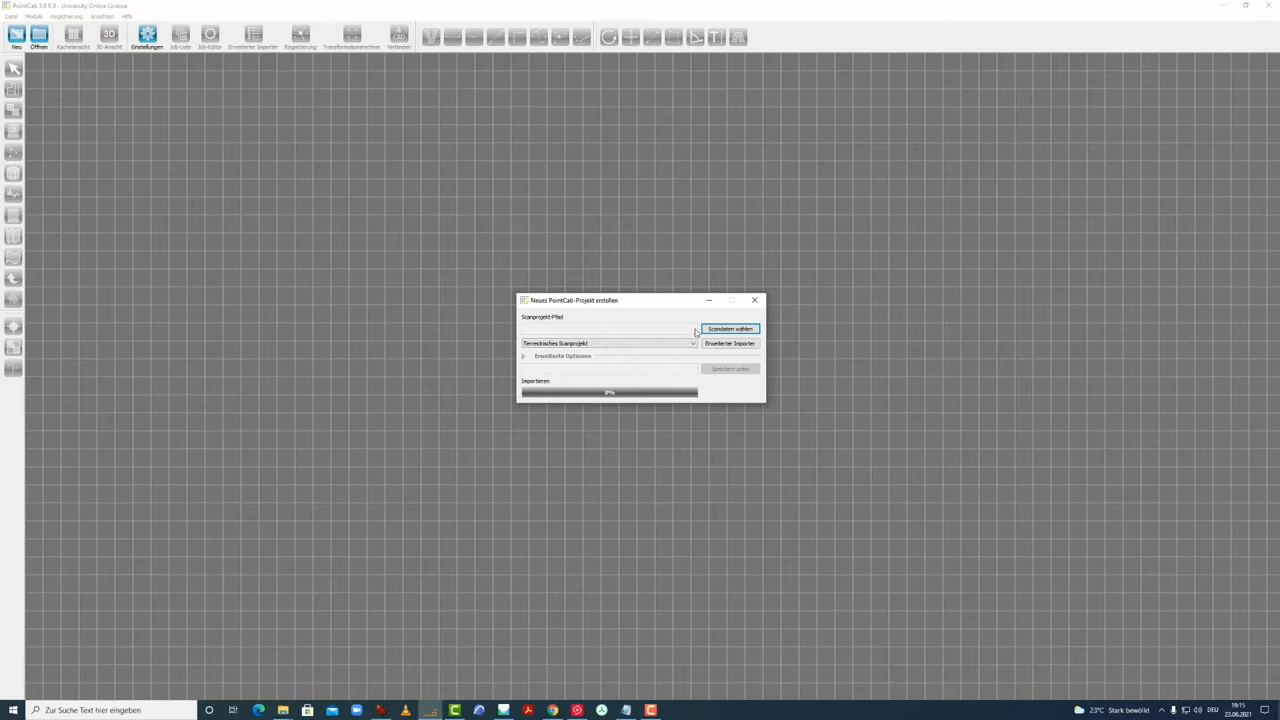 PointCab 3.9 R 8 - University Online License
Datei Module Registrierung Ansichten Hilfe
3D
CAD
V
T
Neu Öffnen Kachelansicht 3D-Ansicht Einstellungen Job-Liste Job-Editor Erweiterter Importer Registrierung Transformationsrechner Verbinden
Neues PointCab-Projekt erstellen
Scanprojekt-Pfad
Scandaten wählen
Terrestrisches Scanprojekt
Erweiterter Importer
Erweiterte Optionen
Speichern unter
Importieren
0%
Zur Suche Text hier eingeben
23°C Stark bewölkt
DEU
19:15
23.06.2021